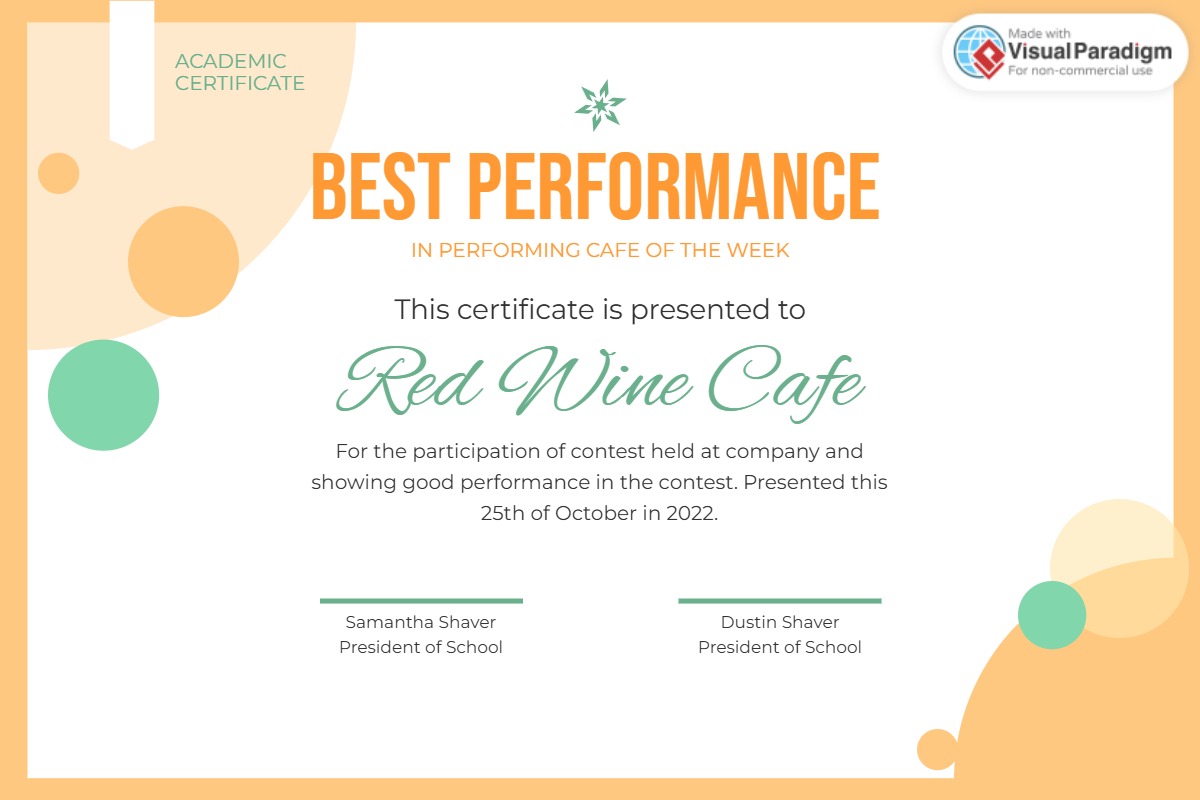 ACADEMIC
CERTIFICATE
Made with
Visual Paradigm
For non-commercial use
BEST PERFORMANCE
IN PERFORMING CAFE OF THE WEEK
This certificate is presented to
Red Wine Cafe
For the participation of contest held at company and
showing good performance in the contest. Presented this
25th of October in 2022.
Samantha Shaver
President of School
Dustin Shaver
President of School